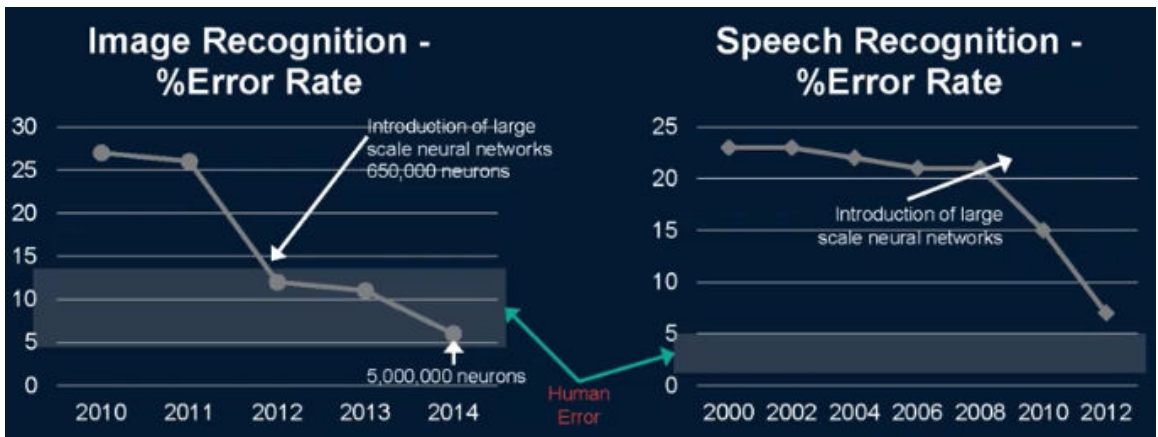 Image Recognition -
%Error Rate
30
25
20
15
10
5
0
Introduction of large
scale neural networks
650,000 neurons
5,000,000 neurons
2010 2011 2012 2013 2014
Human
Error
Speech Recognition -
%Error Rate
25
20
15
10
5
0
Introduction of large
scale neural networks
2000 2002 2004 2006 2008 2010 2012